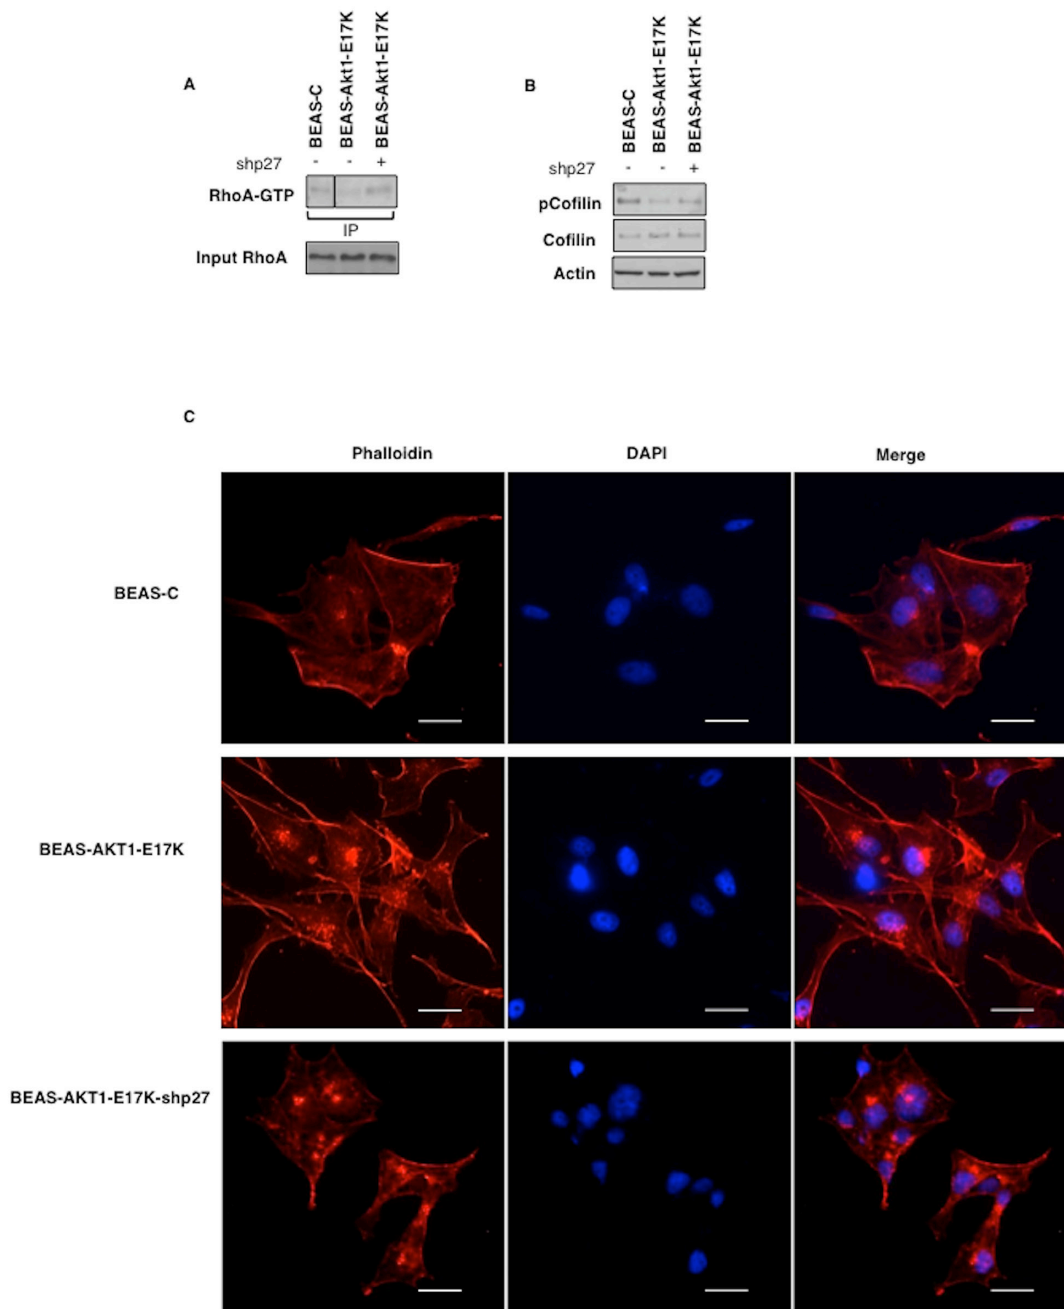 A
BEAS-C
BEAS-Akt1-E17K
BEAS-Akt1-E17K
shp27 - - +
RhoA-GTP
IP
Input RhoA
B
BEAS-C
BEAS-Akt1-E17K
BEAS-Akt1-E17K
shp27 - - +
pCofilin
Cofilin
Actin
C
Phalloidin DAPI Merge
BEAS-C
BEAS-AKT1-E17K
BEAS-AKT1-E17K-shp27